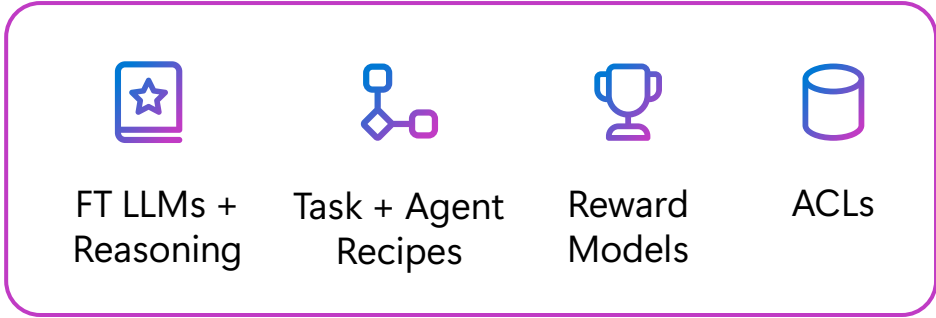 FT LLMs +
Reasoning
Task + Agent
Recipes
Reward
Models
ACLs